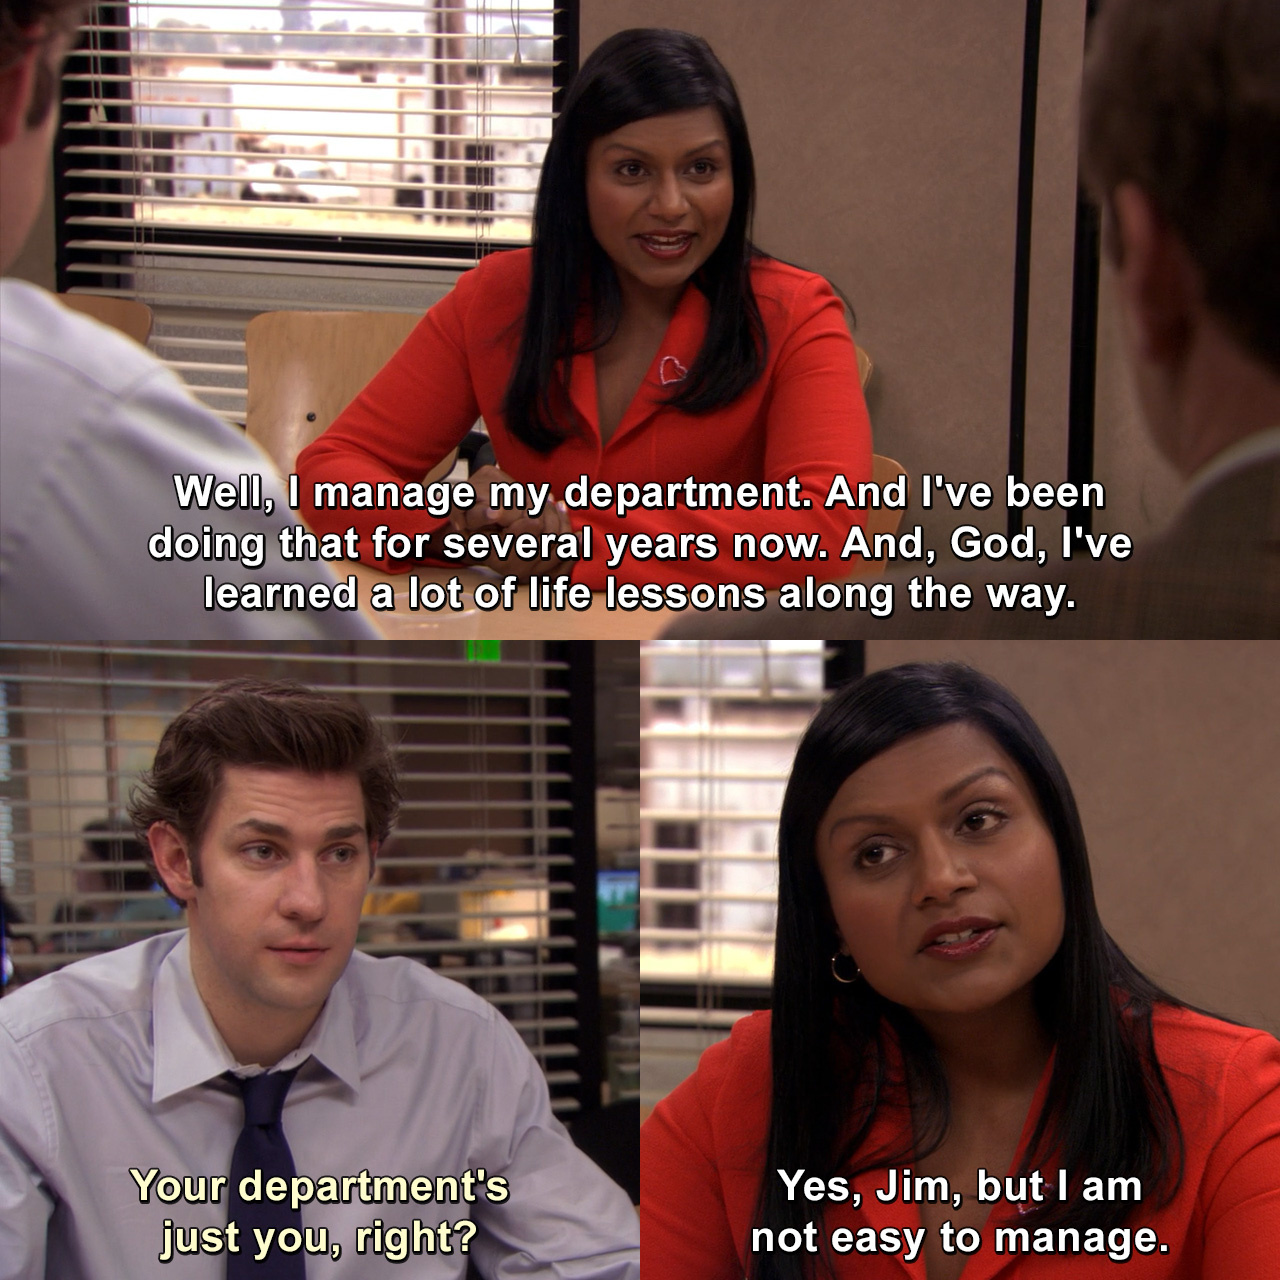 Well, I manage my department. And I've been
doing that for several years now. And, God, I've
learned a lot of life lessons along the way.
Your department's
just you, right?
Yes, Jim, but I am
not easy to manage.